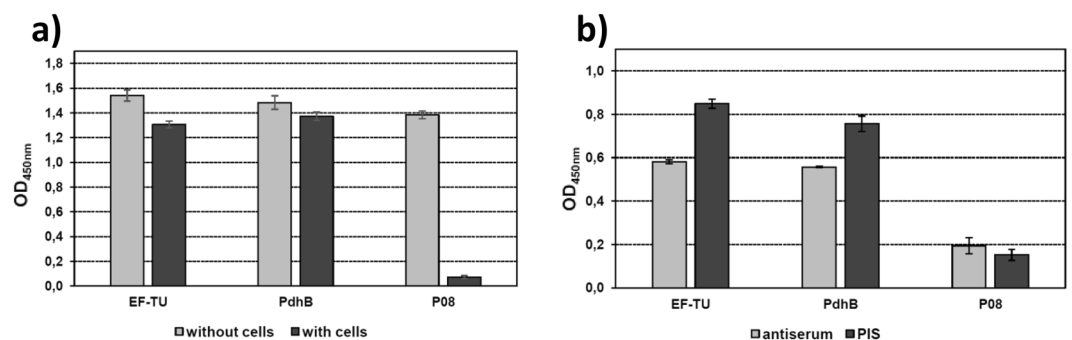 a)
1,8
1,6
1,4
1,2
1,0
0,8
0,6
0,4
0,2
0,0
OD450nm
EF-TU PdhB P08
without cells with cells
b)
1,0
0,8
0,6
0,4
0,2
0,0
OD450nm
EF-TU PdhB P08
antiserum PIS